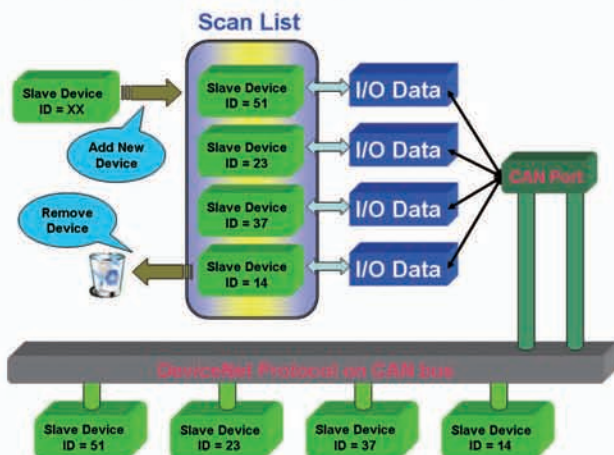 Scan List
Slave Device
ID = XX
Add New
Device
Remove
Device
Slave Device
ID = 51
I/O Data
Slave Device
ID = 23
I/O Data
Slave Device
ID = 37
I/O Data
Slave Device
ID = 14
I/O Data
CAN Port
DeviceNet Protocol on CAN bus
Slave Device
ID = 51
Slave Device
ID = 23
Slave Device
ID = 37
Slave Device
ID = 14